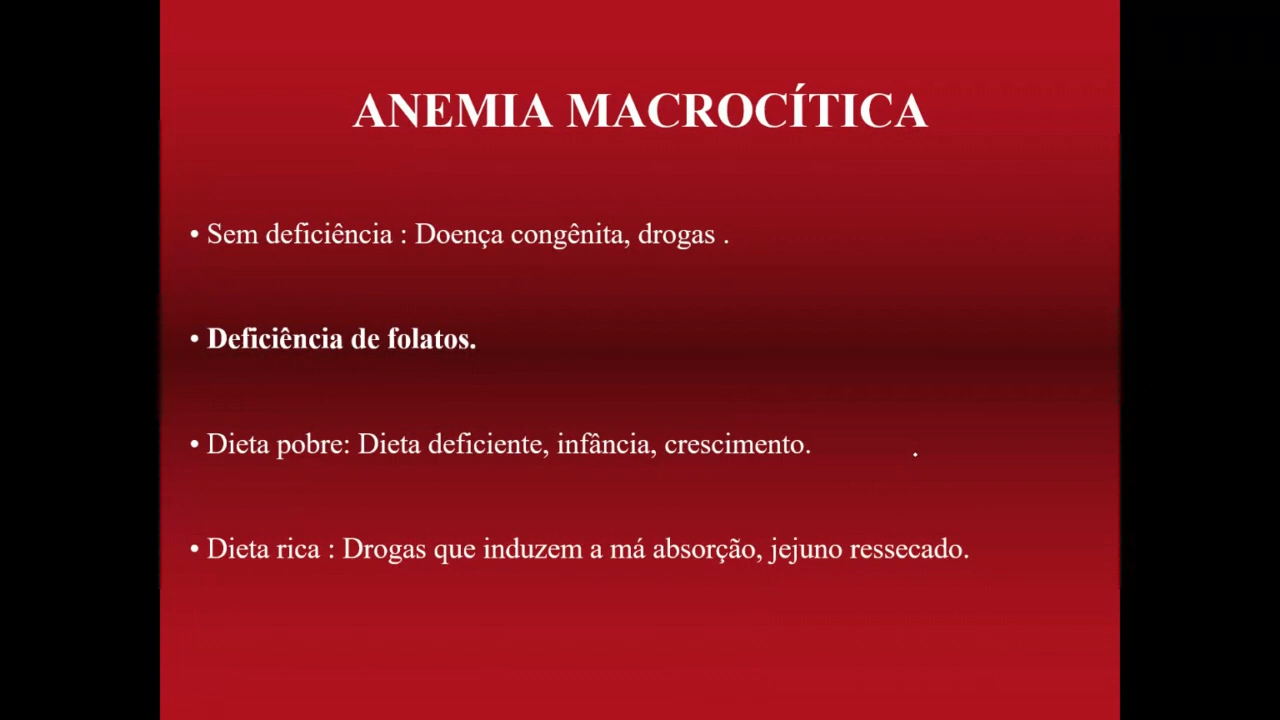 ANEMIA MACROCÍTICA
• Sem deficiência : Doença congênita, drogas .
• Deficiência de folatos.
• Dieta pobre: Dieta deficiente, infância, crescimento. .
• Dieta rica : Drogas que induzem a má absorção, jejuno ressecado.